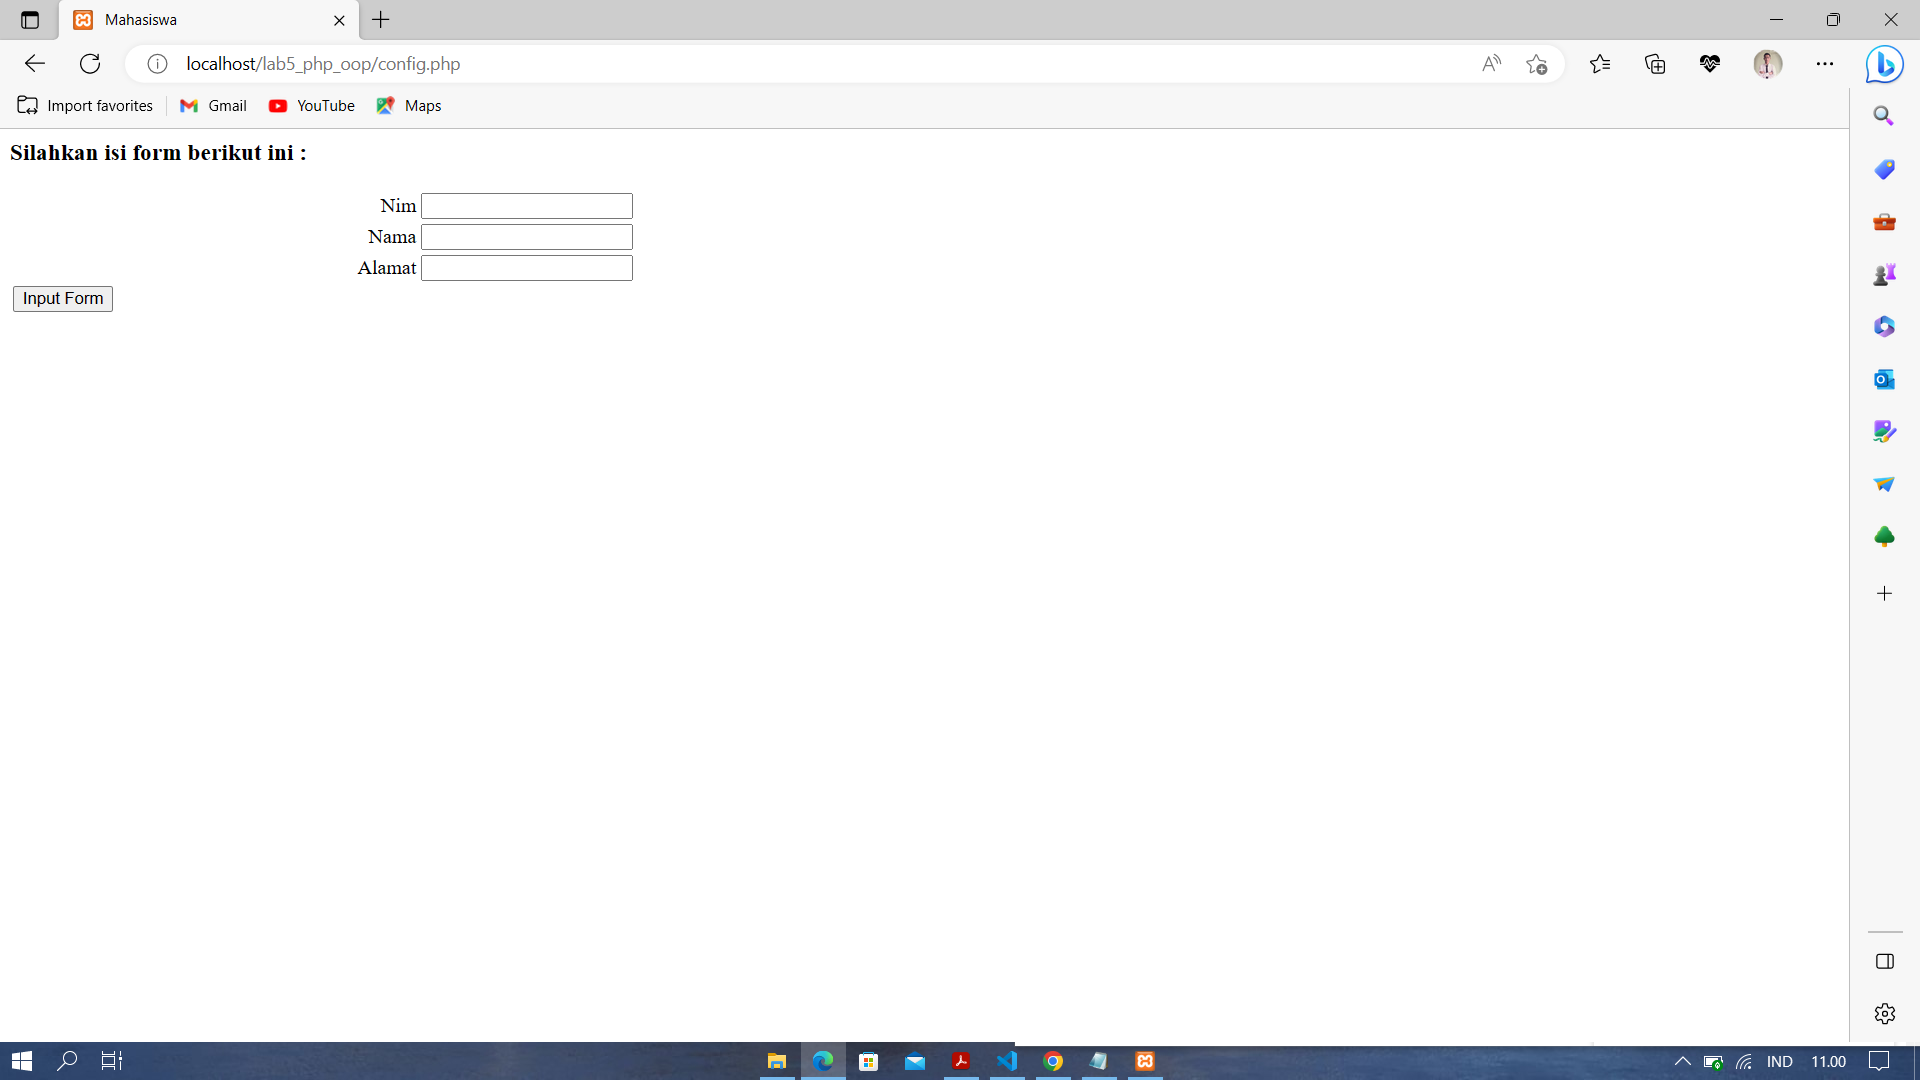 Mahasiswa
localhost/lab5_php_oop/config.php
Import favorites Gmail YouTube Maps
Silahkan isi form berikut ini :
Nim
Nama
Alamat
Input Form
IND 11.00